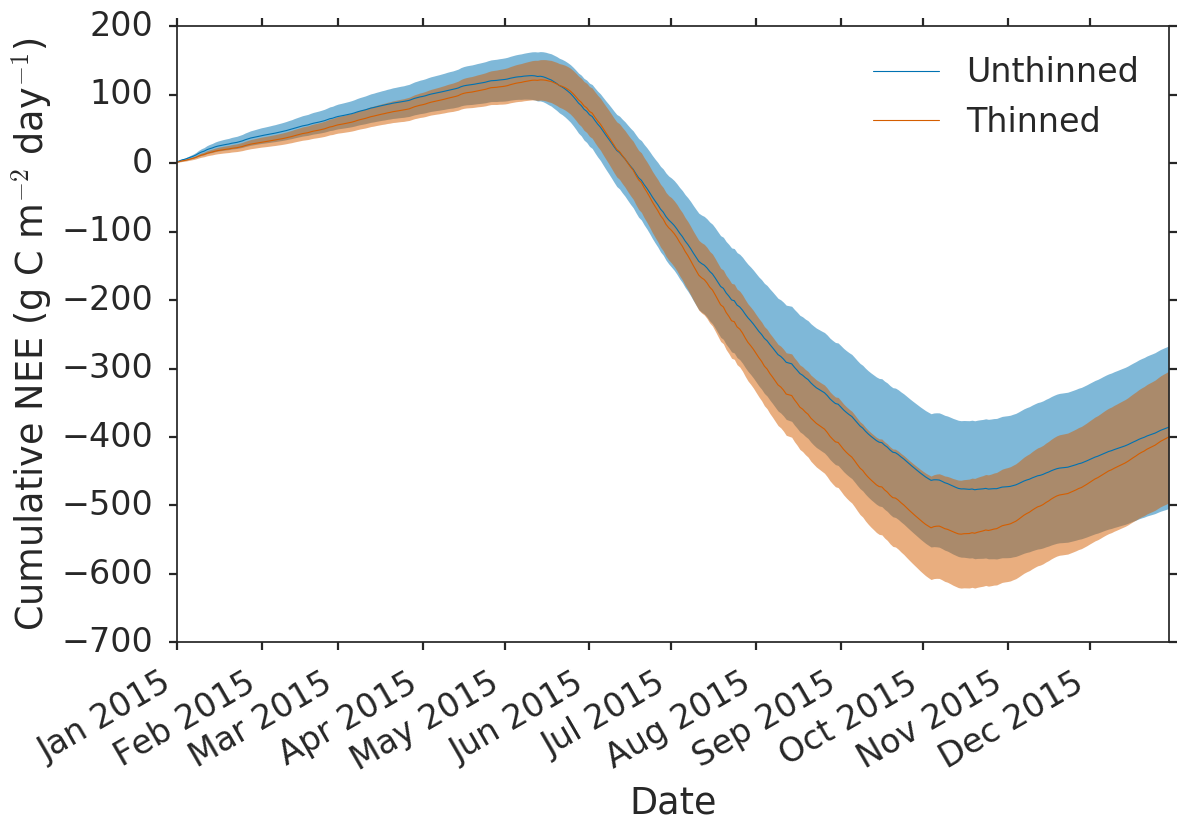 200
100
0
−100
−200
−300
−400
−500
−600
−700
Cumulative NEE (g C m⁻² day⁻¹)
Unthinned
Thinned
Jan 2015
Feb 2015
Mar 2015
Apr 2015
May 2015
Jun 2015
Jul 2015
Aug 2015
Sep 2015
Oct 2015
Nov 2015
Dec 2015
Date